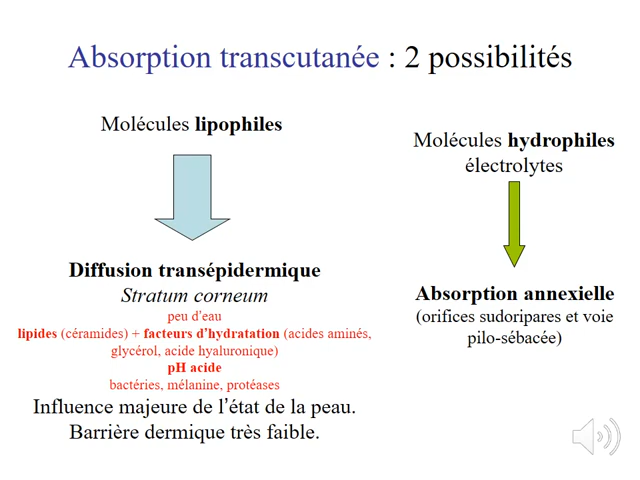 Absorption transcutanée : 2 possibilités
Molécules lipophiles
Diffusion transépidermique
Stratum corneum
peu d'eau
lipides (céramides) + facteurs d'hydratation (acides aminés,
glycérol, acide hyaluronique)
pH acide
bactéries, mélanine, protéases
Influence majeure de l'état de la peau.
Barrière dermique très faible.
Molécules hydrophiles
électrolytes
Absorption annexielle
(orifices sudoripares et voie
pilo-sébacée)